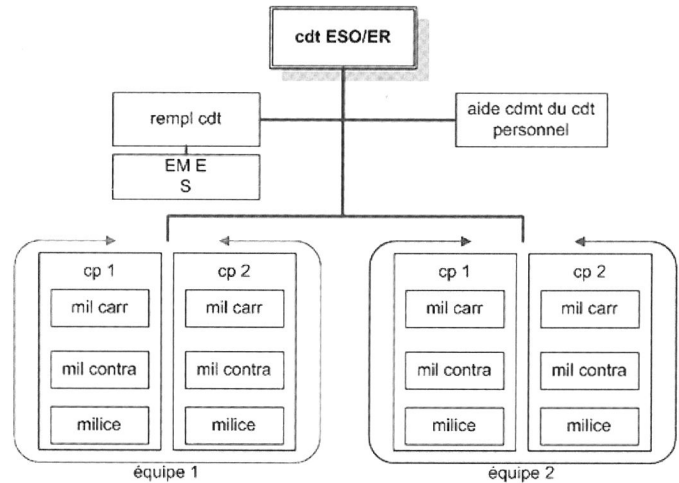 cdt ESO/ER
rempl cdt
aide cdmt du cdt
personnel
EM E
S
cp 1
mil carr
mil contra
milice
cp 2
mil carr
mil contra
milice
équipe 1
cp 1
mil carr
mil contra
milice
cp 2
mil carr
mil contra
milice
équipe 2